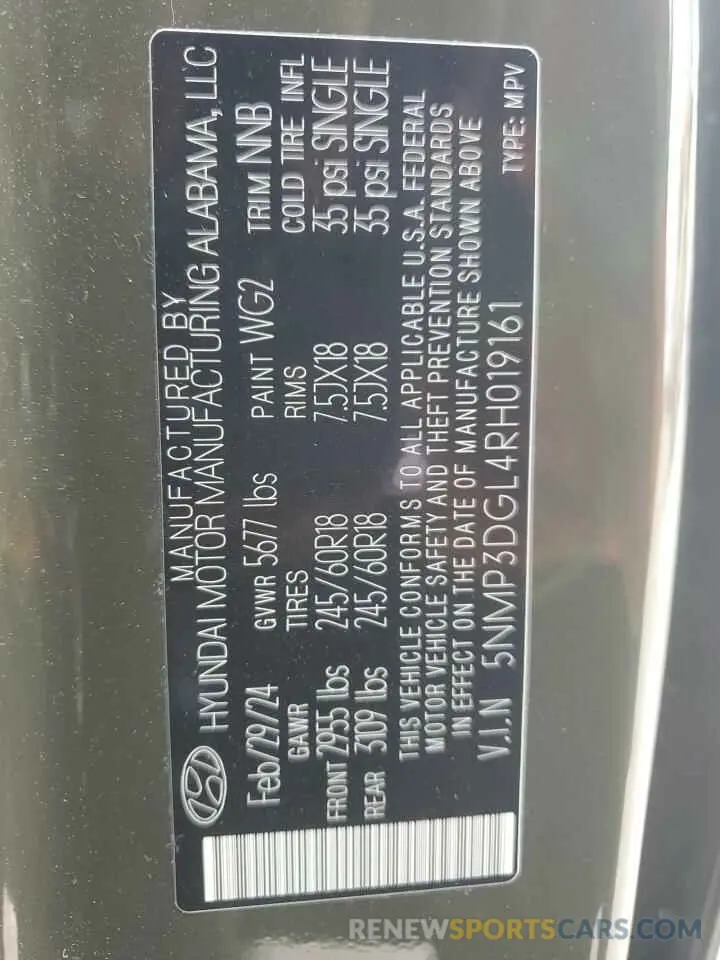 MANUFACTURED BY
HYUNDAI MOTOR MANUFACTURING ALABAMA, LLC
Feb/29/24 GVWR 5677 lbs PAINT WG2 TRIM NNB
GAWR TIRES RIMS COLD TIRE INFL
FRONT 2955 lbs 245/60R18 7.5JX18 35 psi SINGLE
REAR 3109 lbs 245/60R18 7.5JX18 35 psi SINGLE
THIS VEHICLE CONFORMS TO ALL APPLICABLE U.S.A. FEDERAL
MOTOR VEHICLE SAFETY AND THEFT PREVENTION STANDARDS
IN EFFECT ON THE DATE OF MANUFACTURE SHOWN ABOVE
V.I.N 5NMP3DGL4RH019161 TYPE: MPV
RENEWSPORTSCARS.COM